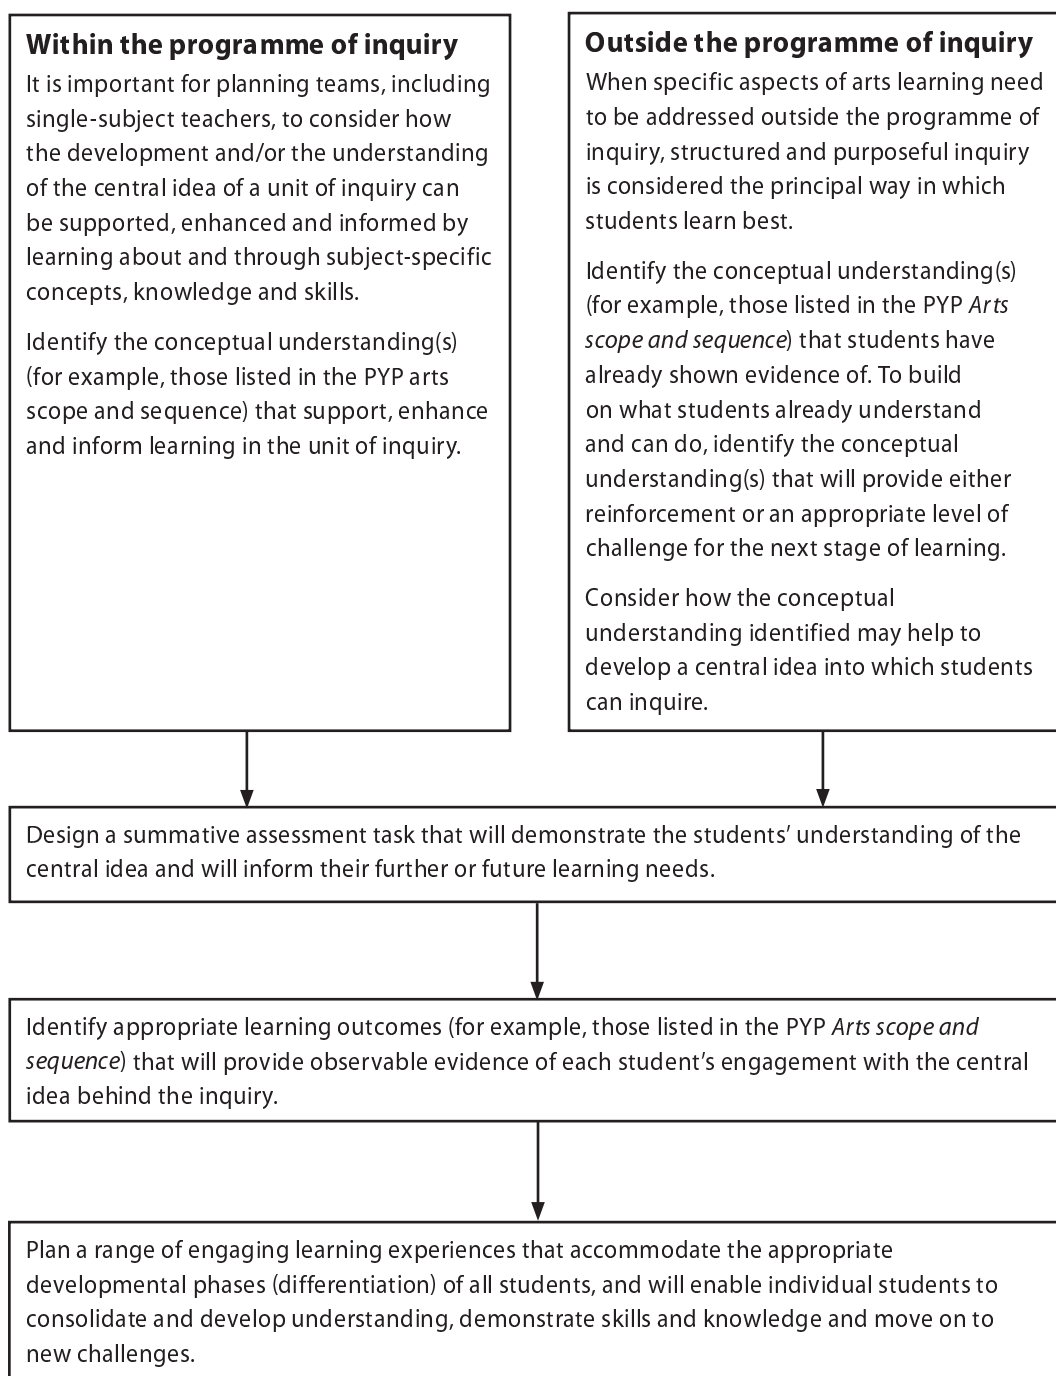 Within the programme of inquiry
It is important for planning teams, including
single-subject teachers, to consider how
the development and/or the understanding
of the central idea of a unit of inquiry can
be supported, enhanced and informed by
learning about and through subject-specific
concepts, knowledge and skills.
Identify the conceptual understanding(s)
(for example, those listed in the PYP arts
scope and sequence) that support, enhance
and inform learning in the unit of inquiry.
Outside the programme of inquiry
When specific aspects of arts learning need
to be addressed outside the programme of
inquiry, structured and purposeful inquiry
is considered the principal way in which
students learn best.
Identify the conceptual understanding(s)
(for example, those listed in the PYP Arts
scope and sequence) that students have
already shown evidence of. To build
on what students already understand
and can do, identify the conceptual
understanding(s) that will provide either
reinforcement or an appropriate level of
challenge for the next stage of learning.
Consider how the conceptual
understanding identified may help to
develop a central idea into which students
can inquire.
Design a summative assessment task that will demonstrate the students’ understanding of the
central idea and will inform their further or future learning needs.
Identify appropriate learning outcomes (for example, those listed in the PYP Arts scope and
sequence) that will provide observable evidence of each student’s engagement with the central
idea behind the inquiry.
Plan a range of engaging learning experiences that accommodate the appropriate
developmental phases (differentiation) of all students, and will enable individual students to
consolidate and develop understanding, demonstrate skills and knowledge and move on to
new challenges.